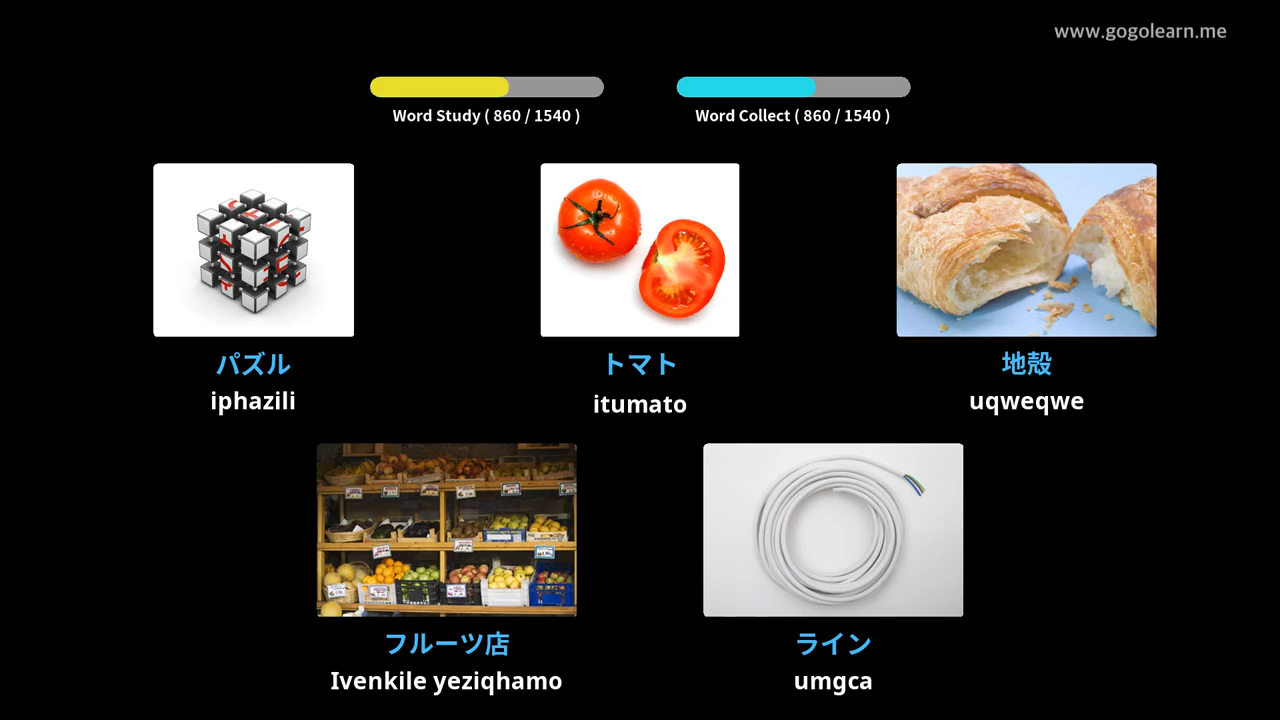 www.gogolearn.me
Word Study ( 860 / 1540 )
Word Collect ( 860 / 1540 )
パズル
iphazili
トマト
itumato
地殻
uqweqwe
フルーツ店
Ivenkile yeziqhamo
ライン
umgca